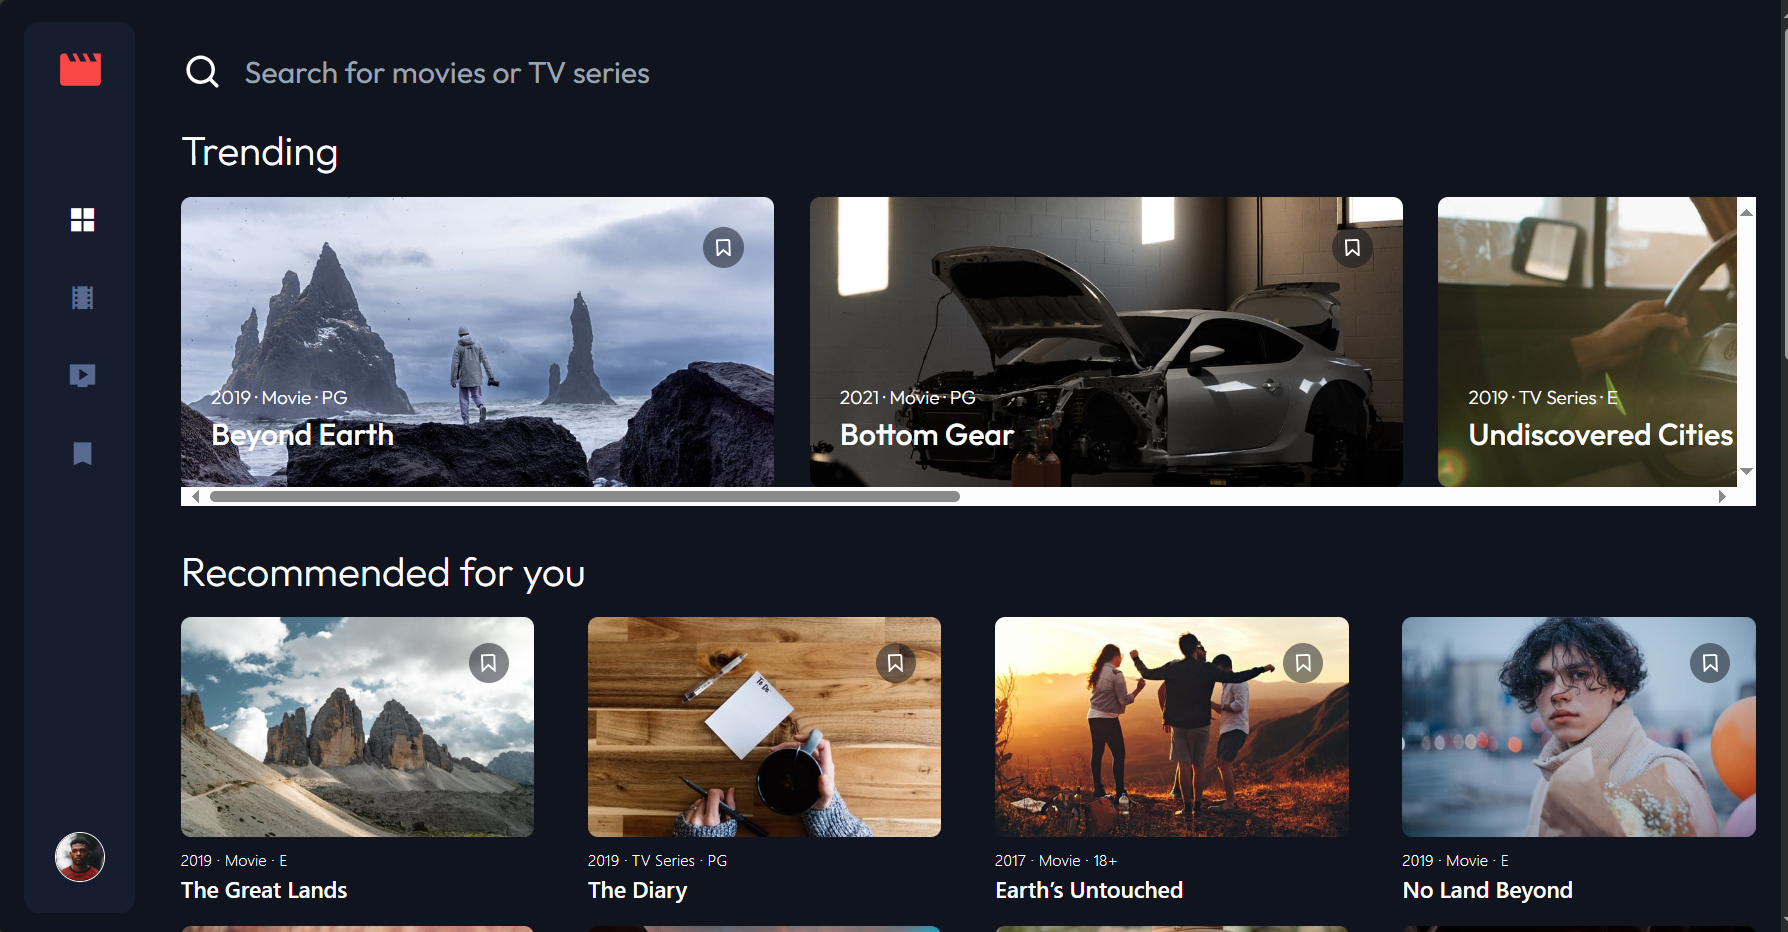 Search for movies or TV series
Trending
2019 · Movie · PG
Beyond Earth
2021 · Movie · PG
Bottom Gear
2019 · TV Series · E
Undiscovered Cities
Recommended for you
To Do
2019 · Movie · E
The Great Lands
2019 · TV Series · PG
The Diary
2017 · Movie · 18+
Earth’s Untouched
2019 · Movie · E
No Land Beyond